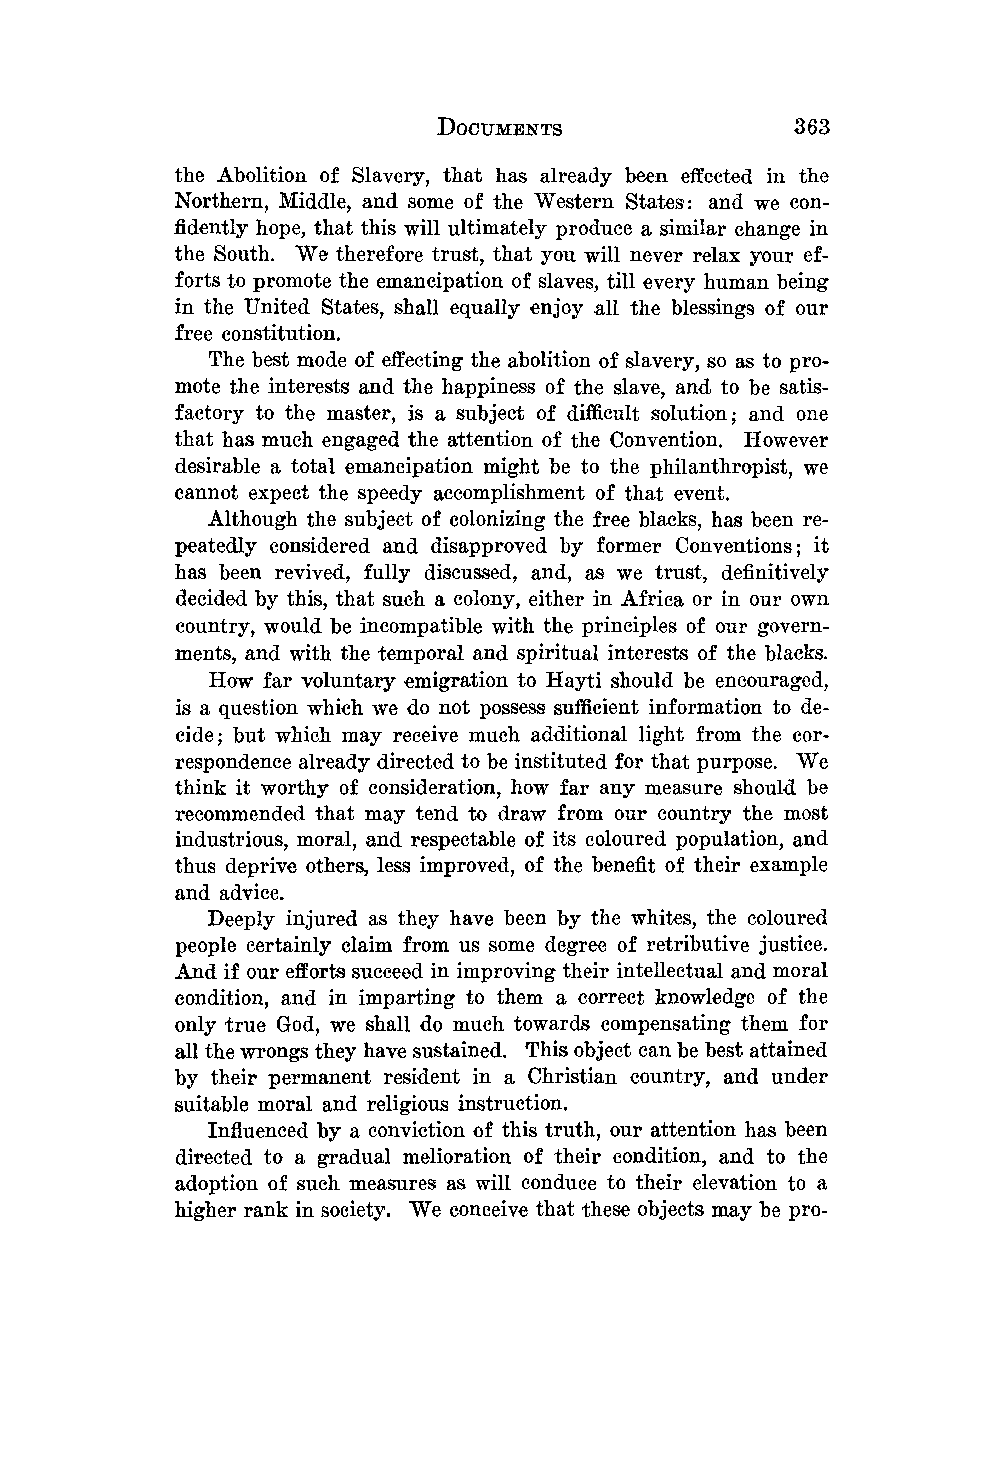 DOCUMENTS 363
the Abolition of Slavery, that has already been effected in the
Northern, Middle, and some of the Western States: and we con-
fidently hope, that this will ultimately produce a similar change in
the South. We therefore trust, that you will never relax your ef-
forts to promote the emancipation of slaves, till every human being
in the United States, shall equally enjoy all the blessings of our
free constitution.
The best mode of effecting the abolition of slavery, so as to pro-
mote the interests and the happiness of the slave, and to be satis-
factory to the master, is a subject of difficult solution; and one
that has much engaged the attention of the Convention. However
desirable a total emancipation might be to the philanthropist, we
cannot expect the speedy accomplishment of that event.
Although the subject of colonizing the free blacks, has been re-
peatedly considered and disapproved by former Conventions; it
has been revived, fully discussed, and, as we trust, definitively
decided by this, that such a colony, either in Africa or in our own
country, would be incompatible with the principles of our govern-
ments, and with the temporal and spiritual interests of the blacks.
How far voluntary emigration to Hayti should be encouraged,
is a question which we do not possess sufficient information to de-
cide; but which may receive much additional light from the cor-
respondence already directed to be instituted for that purpose. We
think it worthy of consideration, how far any measure should be
recommended that may tend to draw from our country the most
industrious, moral, and respectable of its coloured population, and
thus deprive others, less improved, of the benefit of their example
and advice.
Deeply injured as they have been by the whites, the coloured
people certainly claim from us some degree of retributive justice.
And if our efforts succeed in improving their intellectual and moral
condition, and in imparting to them a correct knowledge of the
only true God, we shall do much towards compensating them for
all the wrongs they have sustained. This object can be best attained
by their permanent resident in a Christian country, and under
suitable moral and religious instruction.
Influenced by a conviction of this truth, our attention has been
directed to a gradual melioration of their condition, and to the
adoption of such measures as will conduce to their elevation to a
higher rank in society. We conceive that these objects may be pro-